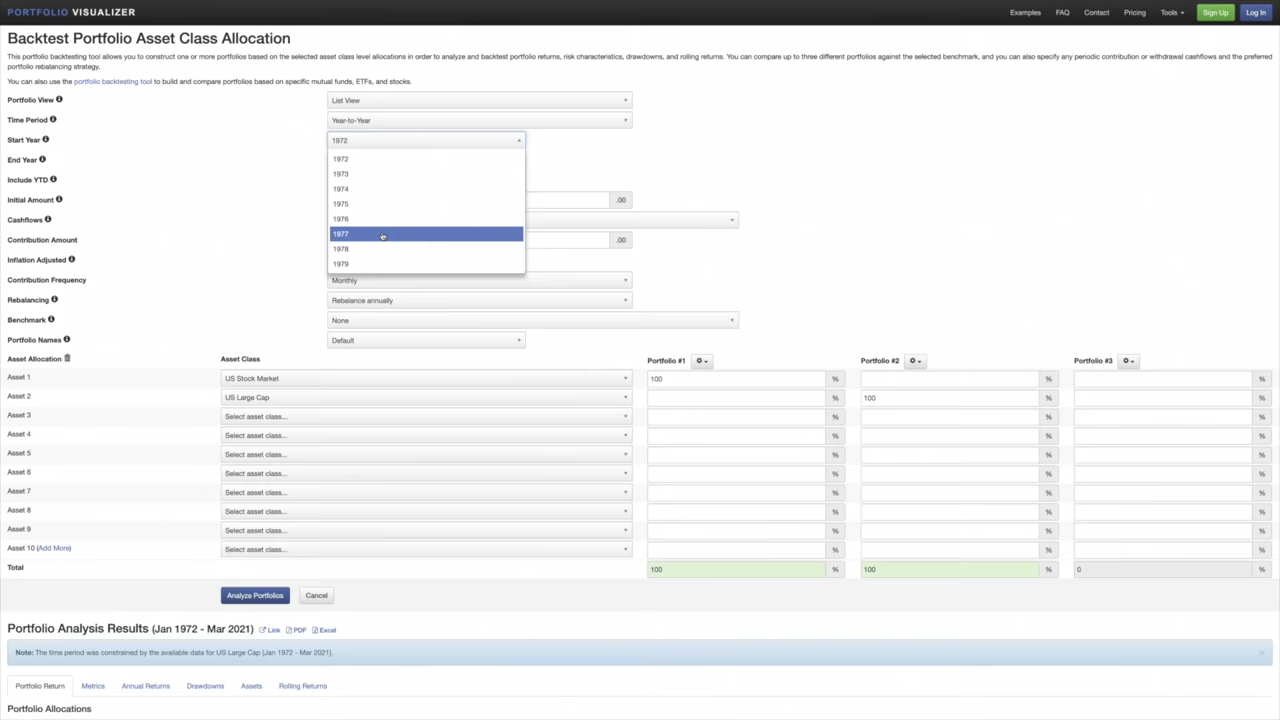 PORTFOLIO VISUALIZER Examples FAQ Contact Pricing Tools Sign Up Log In
Backtest Portfolio Asset Class Allocation
This portfolio backtesting tool allows you to construct one or more portfolios based on the selected asset class level allocations in order to analyze and backtest portfolio returns, risk characteristics, drawdowns, and rolling returns. You can compare up to three different portfolios against the selected benchmark, and you can also specify any periodic contribution or withdrawal cashflows and the preferred
portfolio rebalancing strategy.
You can also use the portfolio backtesting tool to build and compare portfolios based on specific mutual funds, ETFs, and stocks.
Portfolio View List View
Time Period Year-to-Year
Start Year 1972
1972
End Year
1973
Include YTD
1974
Initial Amount .00
1975
Cashflows
1976
1977
Contribution Amount .00
1978
Inflation Adjusted
1979
Contribution Frequency Monthly
Rebalancing Rebalance annually
Benchmark None
Portfolio Names Default
Asset Allocation Asset Class Portfolio #1 Portfolio #2 Portfolio #3
Asset 1 US Stock Market 100 % % %
Asset 2 US Large Cap % 100 % %
Asset 3 Select asset class... % % %
Asset 4 Select asset class... % % %
Asset 5 Select asset class... % % %
Asset 6 Select asset class... % % %
Asset 7 Select asset class... % % %
Asset 8 Select asset class... % % %
Asset 9 Select asset class... % % %
Asset 10 (Add More) Select asset class... % % %
Total 100 % 100 % 0 %
Analyze Portfolios Cancel
Portfolio Analysis Results (Jan 1972 - Mar 2021) Link PDF Excel
Note: The time period was constrained by the available data for US Large Cap [Jan 1972 - Mar 2021]. ×
Portfolio Return Metrics Annual Returns Drawdowns Assets Rolling Returns
Portfolio Allocations